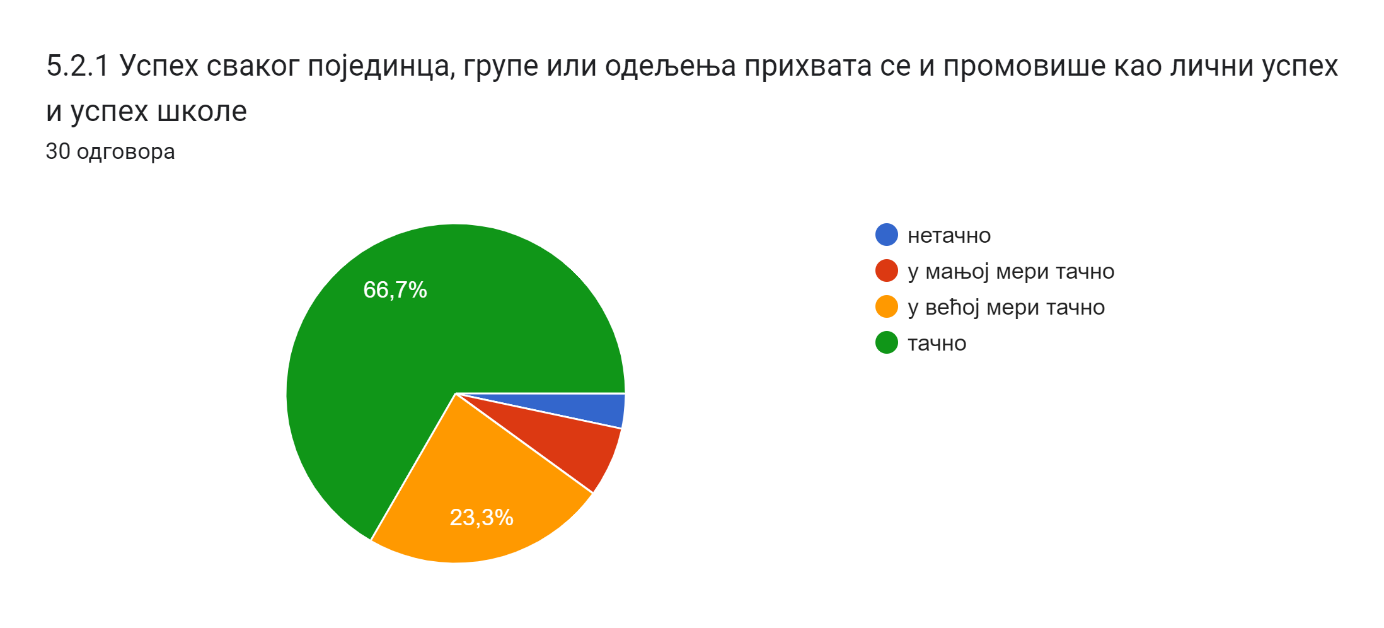 5.2.1 Успех сваког појединца, групе или одељења прихвата се и промовише као лични успех
и успех школе
30 одговора
66,7%
23,3%
нетачно
у мањој мери тачно
у већој мери тачно
тачно